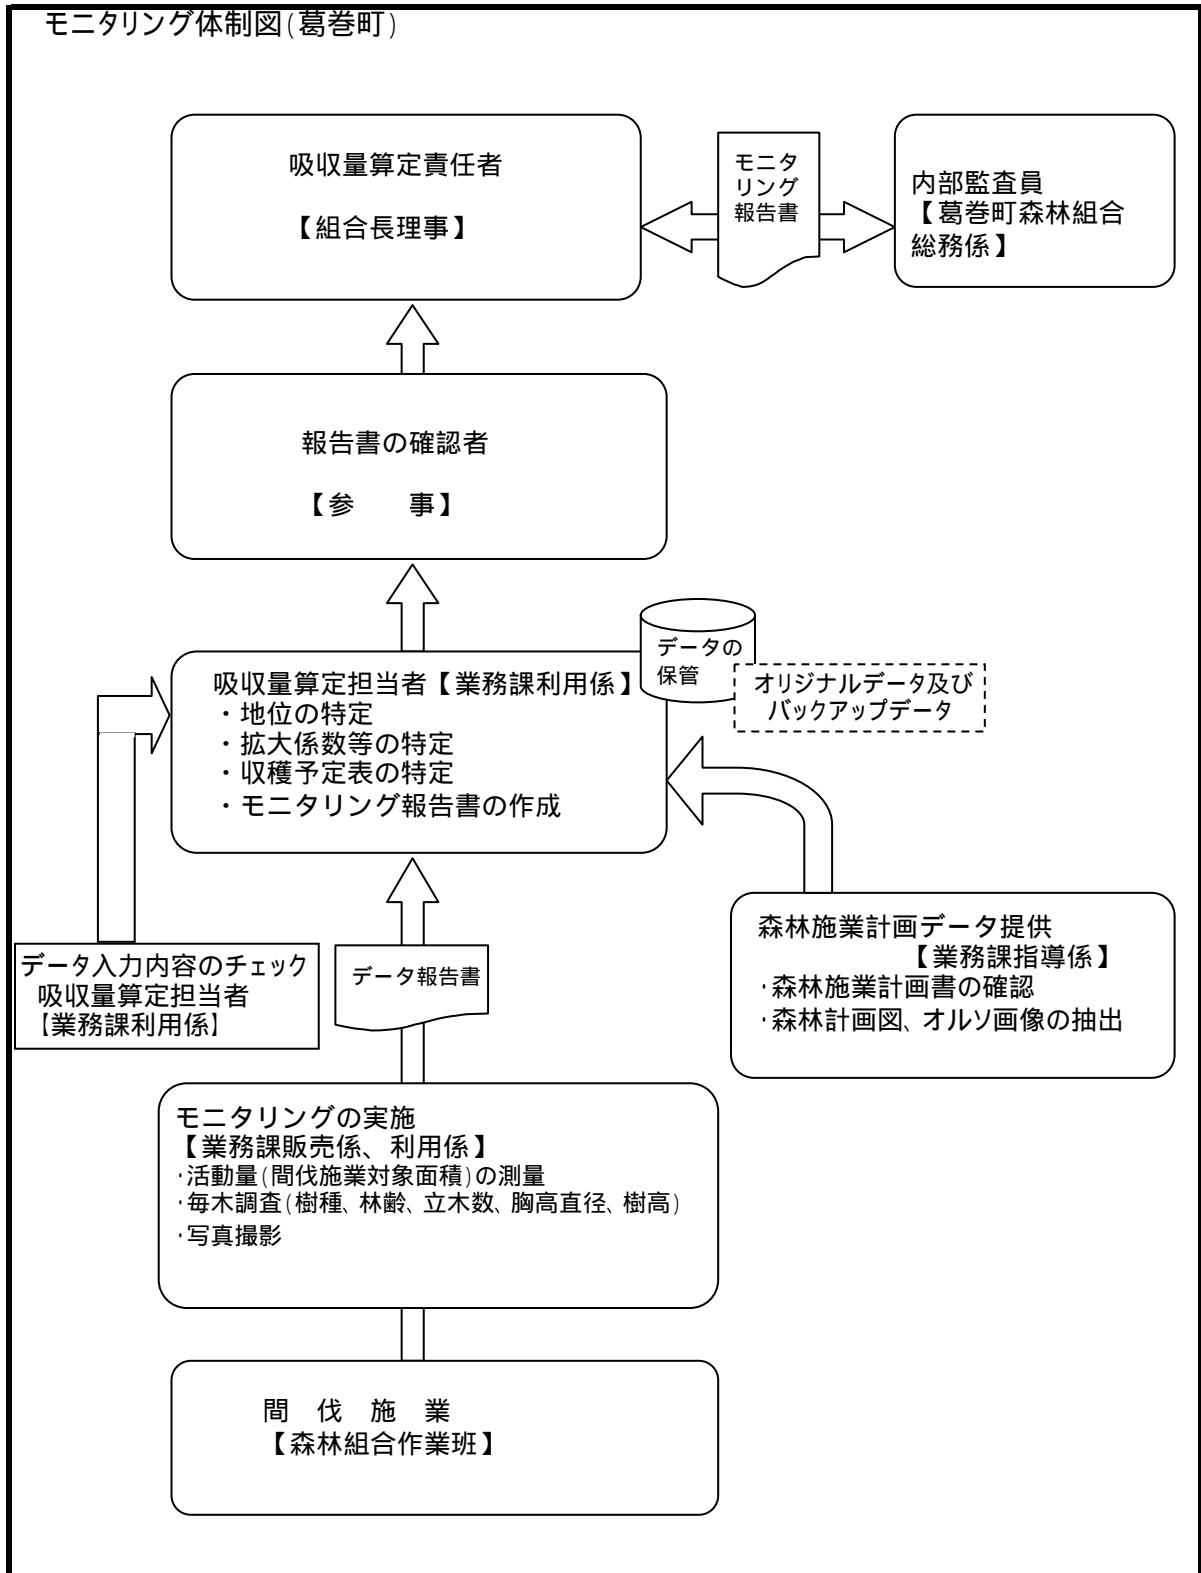 モニタリング体制図(葛巻町)
吸収量算定責任者
【組合長理事】
モニタ
リング
報告書
内部監査員
【葛巻町森林組合
総務係】
報告書の確認者
【参　　事】
データの
保管
オリジナルデータ及び
バックアップデータ
吸収量算定担当者【業務課利用係】
・地位の特定
・拡大係数等の特定
・収穫予定表の特定
・モニタリング報告書の作成
森林施業計画データ提供
【業務課指導係】
・森林施業計画書の確認
・森林計画図、オルソ画像の抽出
データ入力内容のチェック
吸収量算定担当者
【業務課利用係】
データ報告書
モニタリングの実施
【業務課販売係、利用係】
・活動量(間伐施業対象面積)の測量
・毎木調査(樹種、林齢、立木数、胸高直径、樹高)
・写真撮影
間　伐　施　業
【森林組合作業班】